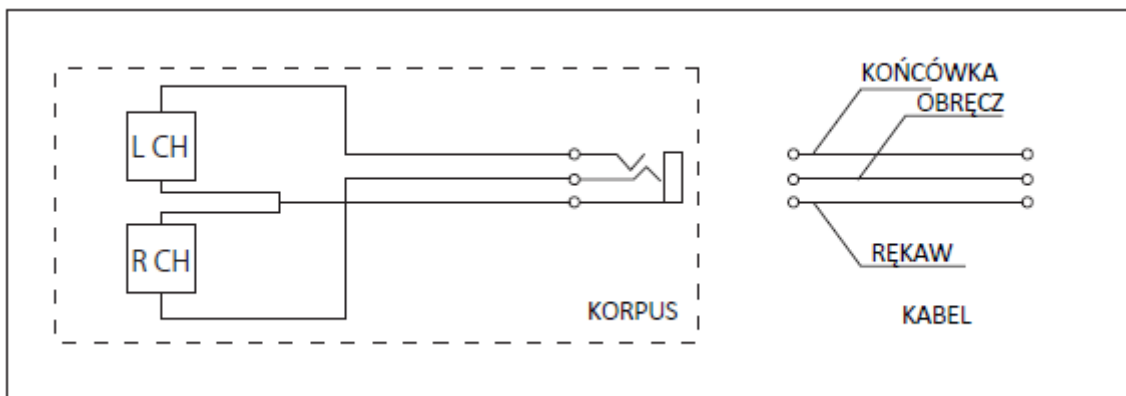 L CH
R CH
KORPUS
KOŃCÓWKA
OBRĘCZ
RĘKAW
KABEL